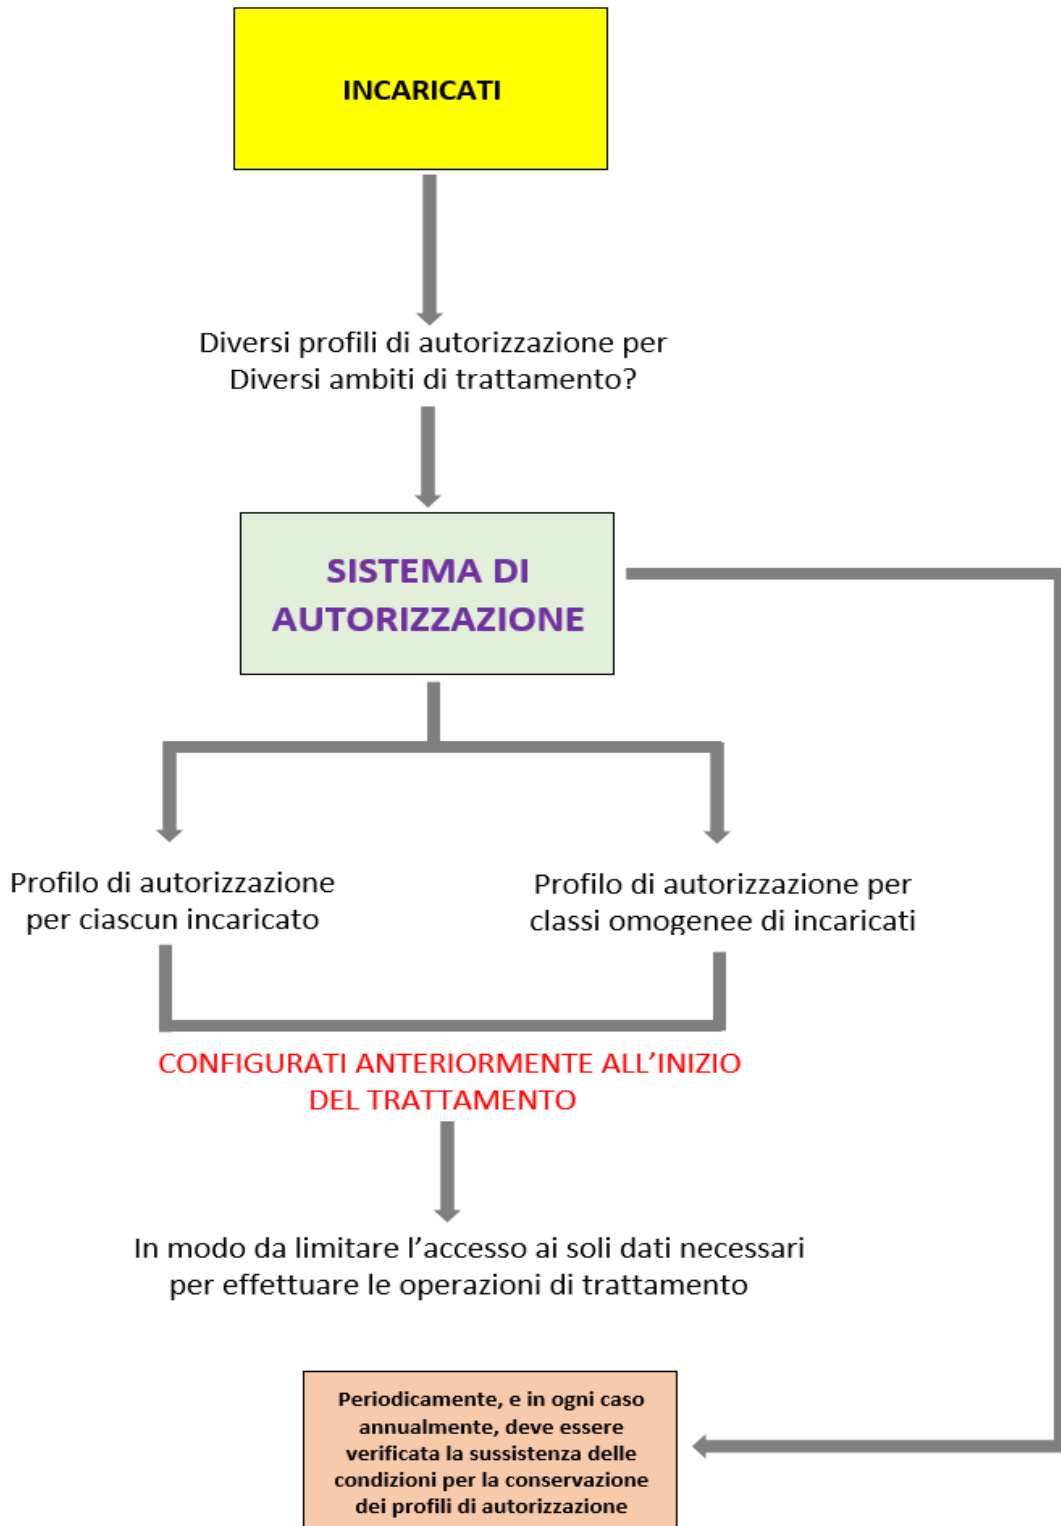 INCARICATI
Diversi profili di autorizzazione per
Diversi ambiti di trattamento?
SISTEMA DI
AUTORIZZAZIONE
Profilo di autorizzazione
per ciascun incaricato
Profilo di autorizzazione per
classi omogenee di incaricati
CONFIGURATI ANTERIORMENTE ALL’INIZIO
DEL TRATTAMENTO
In modo da limitare l’accesso ai soli dati necessari
per effettuare le operazioni di trattamento
Periodicamente, e in ogni caso
annualmente, deve essere
verificata la sussistenza delle
condizioni per la conservazione
dei profili di autorizzazione